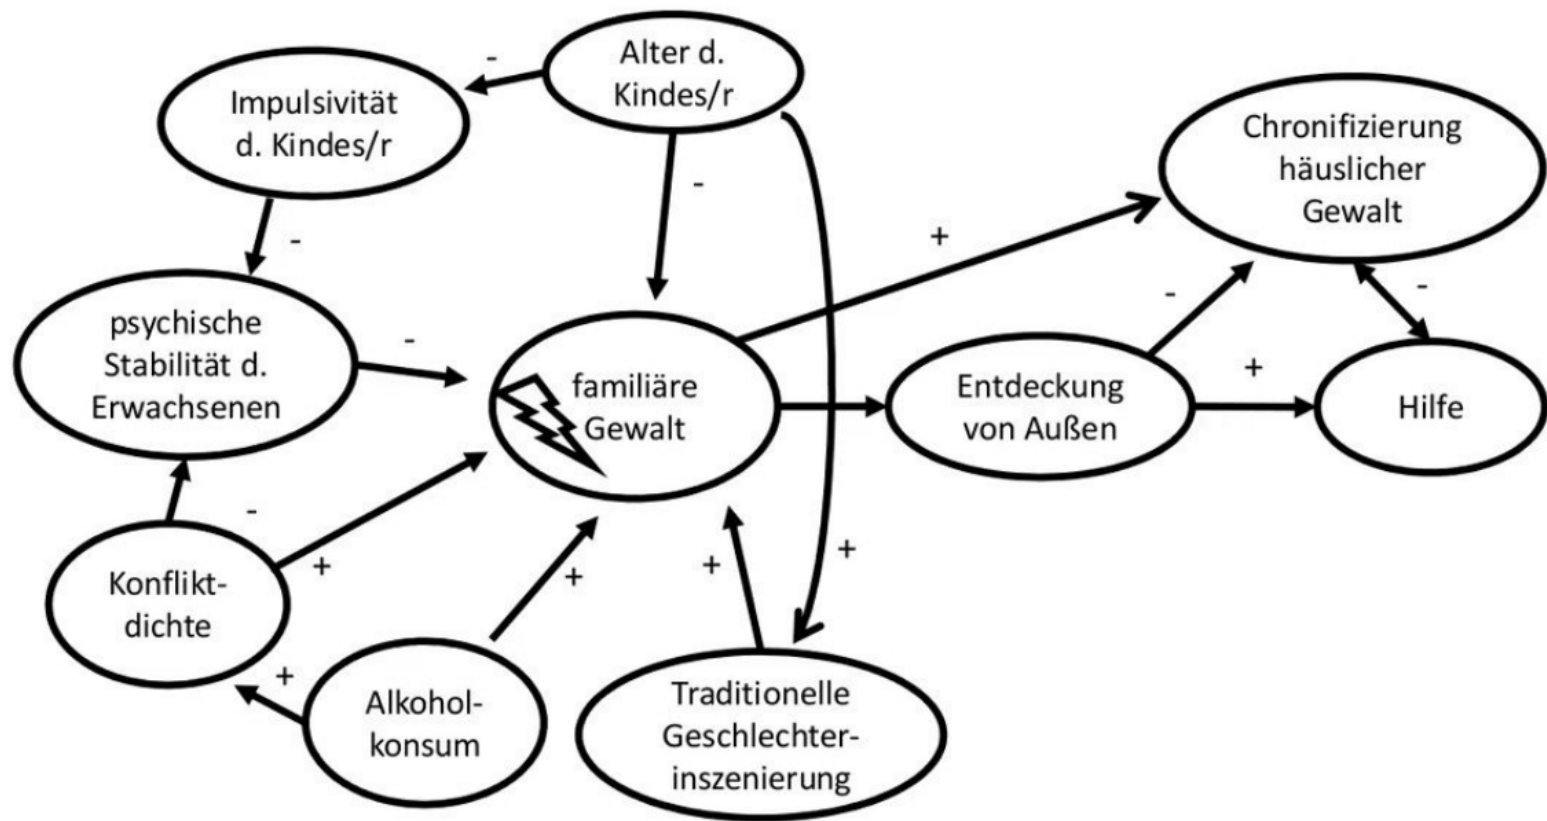 Alter d.
Kindes/r
-
Impulsivität
d. Kindes/r
-
-
Chronifizierung
häuslicher
Gewalt
+
-
-
psychische
Stabilität d.
Erwachsenen
-
familiäre
Gewalt
Entdeckung
von Außen
+
Hilfe
-
+
+
+
+
Konflikt-
dichte
+
Alkohol-
konsum
Traditionelle
Geschlechter-
inszenierung